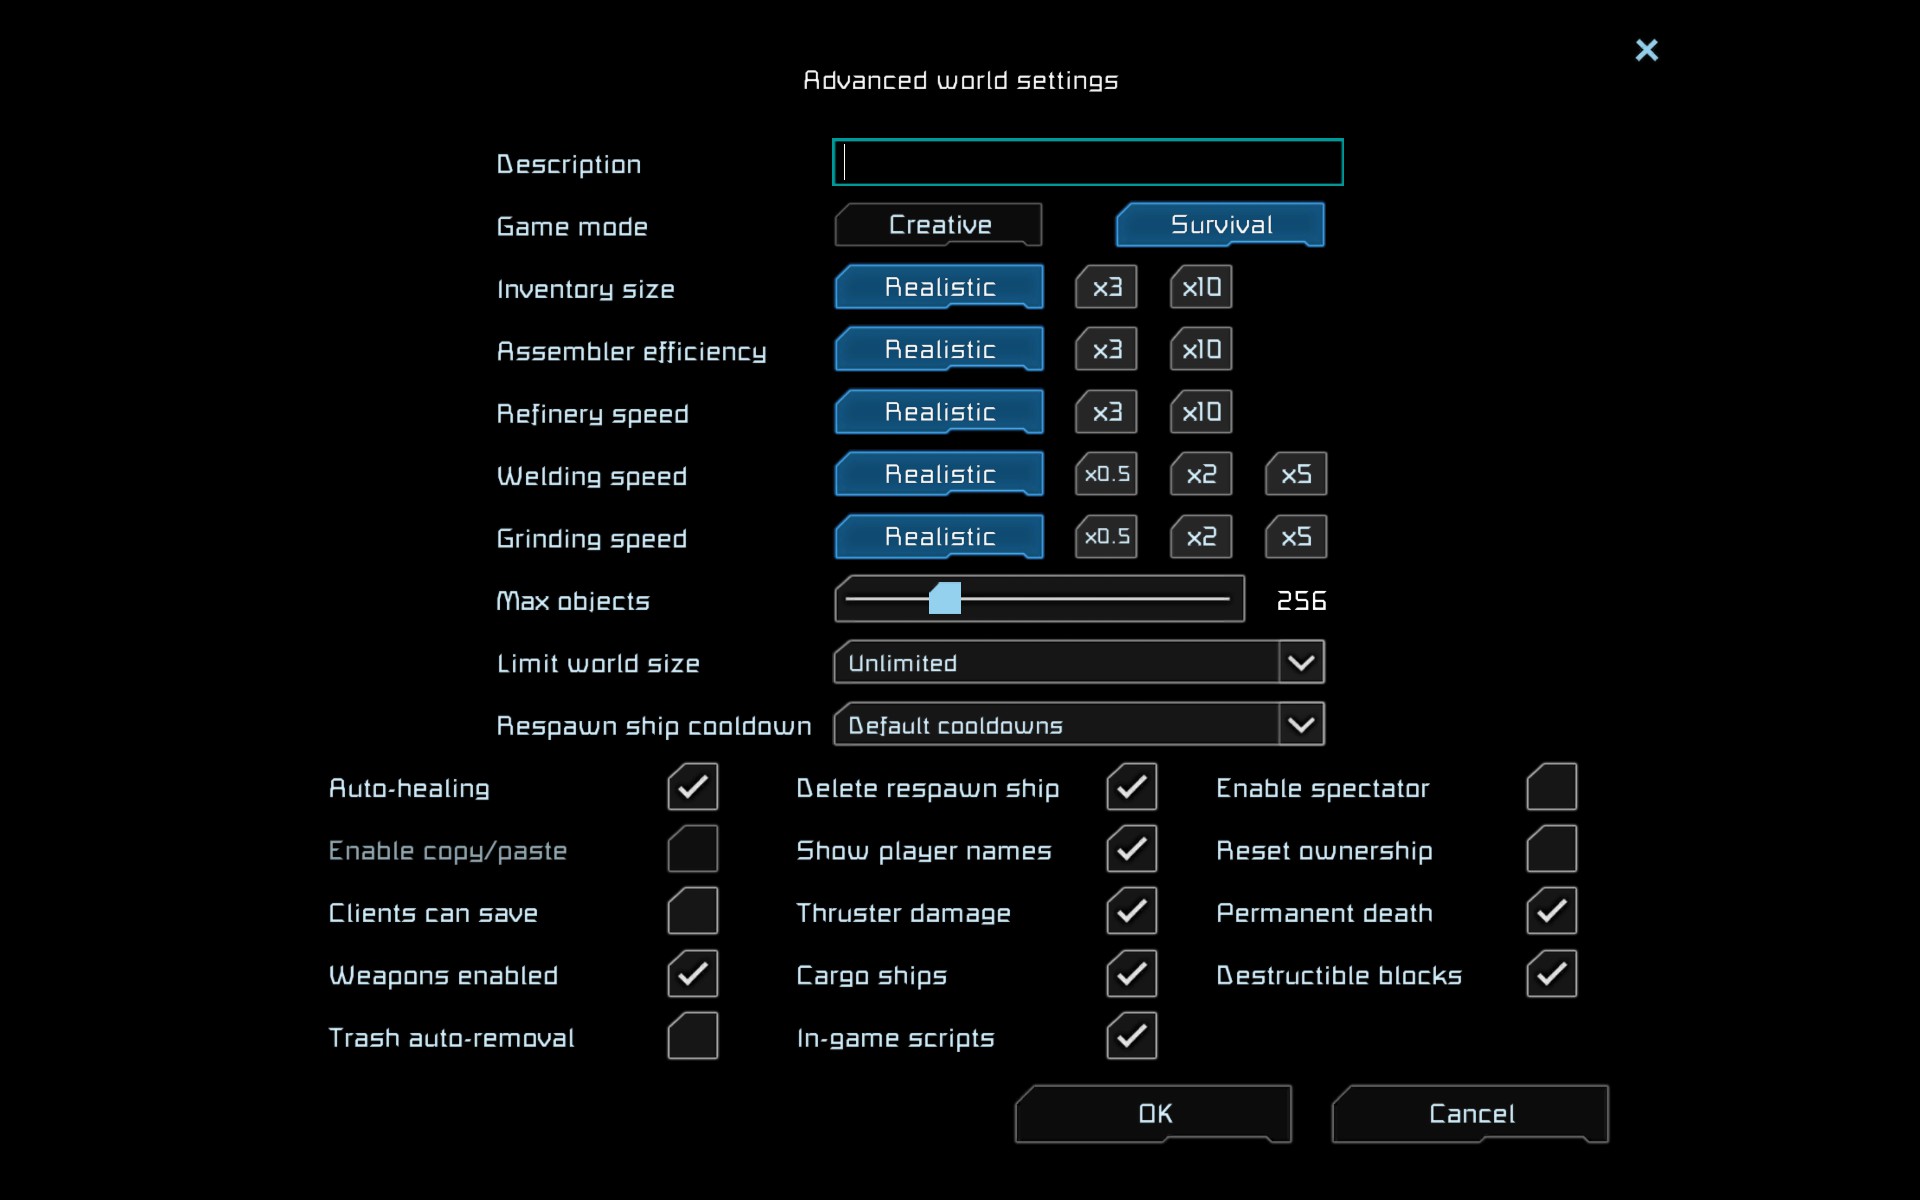 Advanced world settings
Description
Game mode Creative Survival
Inventory size Realistic x3 x10
Assembler efficiency Realistic x3 x10
Refinery speed Realistic x3 x10
Welding speed Realistic x0.5 x2 x5
Grinding speed Realistic x0.5 x2 x5
Max objects 256
Limit world size Unlimited
Respawn ship cooldown Default cooldowns
Auto-healing Delete respawn ship Enable spectator
Enable copy/paste Show player names Reset ownership
Clients can save Thruster damage Permanent death
Weapons enabled Cargo ships Destructible blocks
Trash auto-removal In-game scripts
OK Cancel